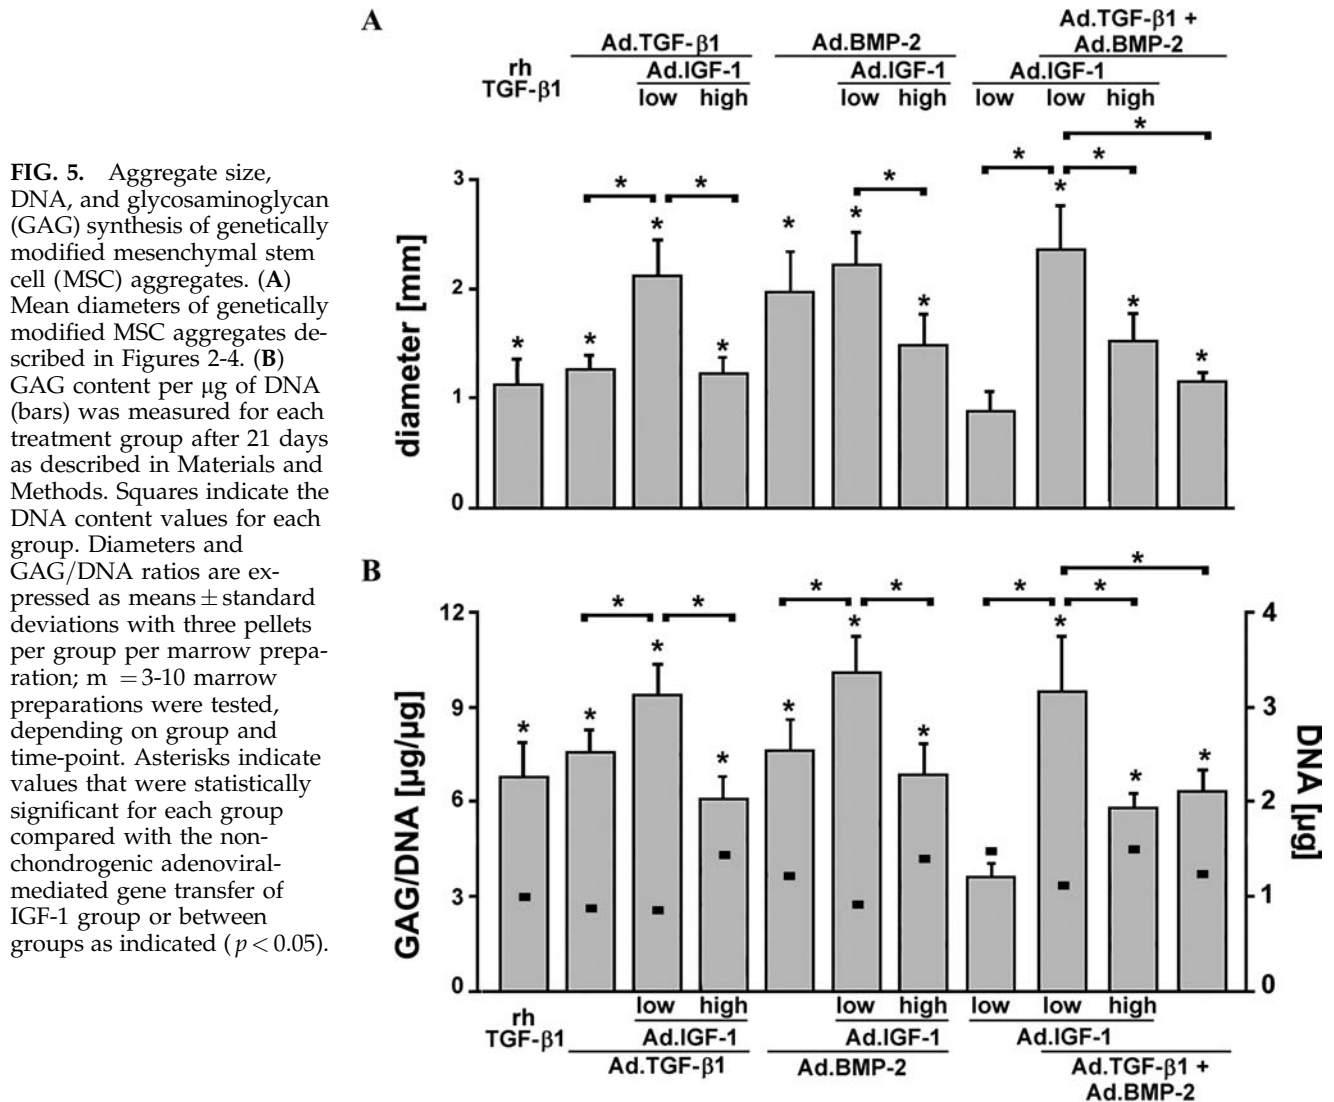 FIG. 5. Aggregate size,
DNA, and glycosaminoglycan
(GAG) synthesis of genetically
modified mesenchymal stem
cell (MSC) aggregates. (A)
Mean diameters of genetically
modified MSC aggregates de-
scribed in Figures 2-4. (B)
GAG content per μg of DNA
(bars) was measured for each
treatment group after 21 days
as described in Materials and
Methods. Squares indicate the
DNA content values for each
group. Diameters and
GAG/DNA ratios are ex-
pressed as means ± standard
deviations with three pellets
per group per marrow prepa-
ration; m = 3-10 marrow
preparations were tested,
depending on group and
time-point. Asterisks indicate
values that were statistically
significant for each group
compared with the non-
chondrogenic adenoviral-
mediated gene transfer of
IGF-1 group or between
groups as indicated (p < 0.05).
A
Ad.TGF-β1 +
Ad.TGF-β1 Ad.BMP-2 Ad.BMP-2
rh Ad.IGF-1 Ad.IGF-1 Ad.IGF-1
TGF-β1 low high low high low low high
*
* *
* * * *
* * * * * * * * *
3
2
1
0
diameter [mm]
B
*
* * * * * *
* * * * * * * * *
12 4
9 3
6 2
3 1
0 0
GAG/DNA [μg/μg]
DNA [μg]
low high low high low low high
rh
TGF-β1 Ad.IGF-1 Ad.IGF-1 Ad.IGF-1
Ad.TGF-β1 Ad.BMP-2 Ad.TGF-β1 +
Ad.BMP-2